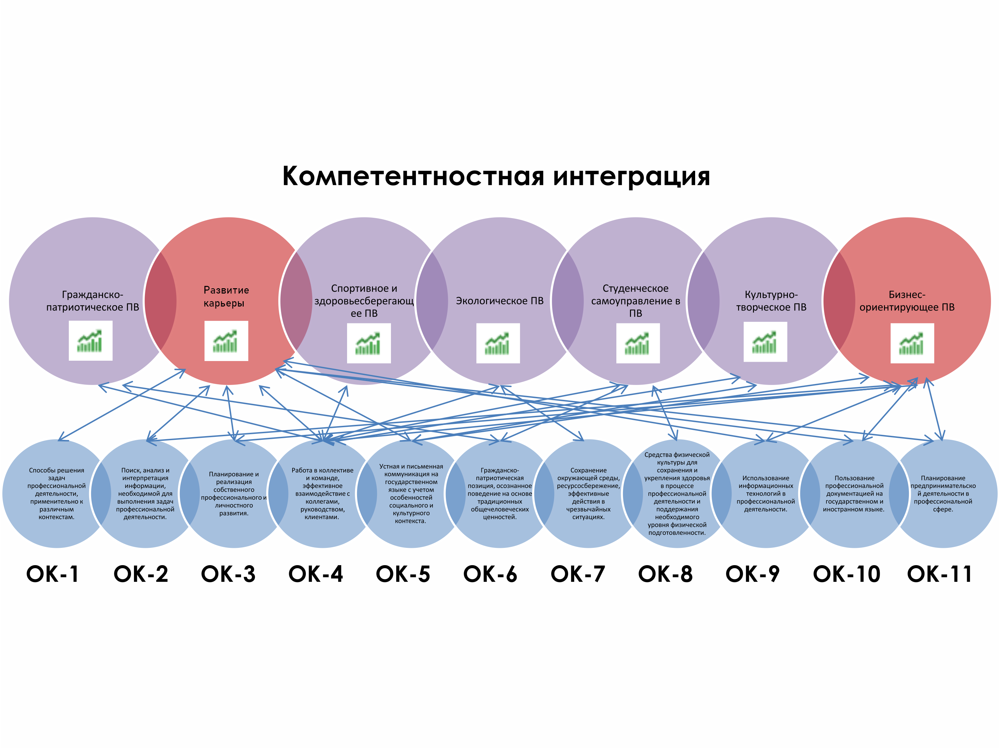 Компетентностная интеграция
Гражданско-
патриотическое ПВ
Развитие
карьеры
Спортивное и
здоровьесберегающ
ее ПВ
Экологическое ПВ
Студенческое
самоуправление в
ПВ
Культурно-
творческое ПВ
Бизнес-
ориентирующее ПВ
Способы решения
задач
профессиональной
деятельности,
применительно к
различным
контекстам.
Поиск, анализ и
интерпретация
информации,
необходимой для
выполнения задач
профессиональной
деятельности.
Планирование и
реализация
собственного
профессионального и
личностного
развития.
Работа в коллективе
и команде,
эффективное
взаимодействие с
коллегами,
руководством,
клиентами.
Устная и письменная
коммуникация на
государственном
языке с учетом
особенностей
социального и
культурного
контекста.
Гражданско-
патриотическая
позиция, осознанное
поведение на основе
традиционных
общечеловеческих
ценностей.
Сохранение
окружающей среды,
ресурсосбережение,
эффективные
действия в
чрезвычайных
ситуациях.
Средства физической
культуры для
сохранения и
укрепления здоровья
в процессе
профессиональной
деятельности и
поддержания
необходимого
уровня физической
подготовленности.
Использование
информационных
технологий в
профессиональной
деятельности.
Пользование
профессиональной
документацией на
государственном и
иностранном языке.
Планирование
предпринимательско
й деятельности в
профессиональной
сфере.
ОК-1 ОК-2 ОК-3 ОК-4 ОК-5 ОК-6 ОК-7 ОК-8 ОК-9 ОК-10 ОК-11